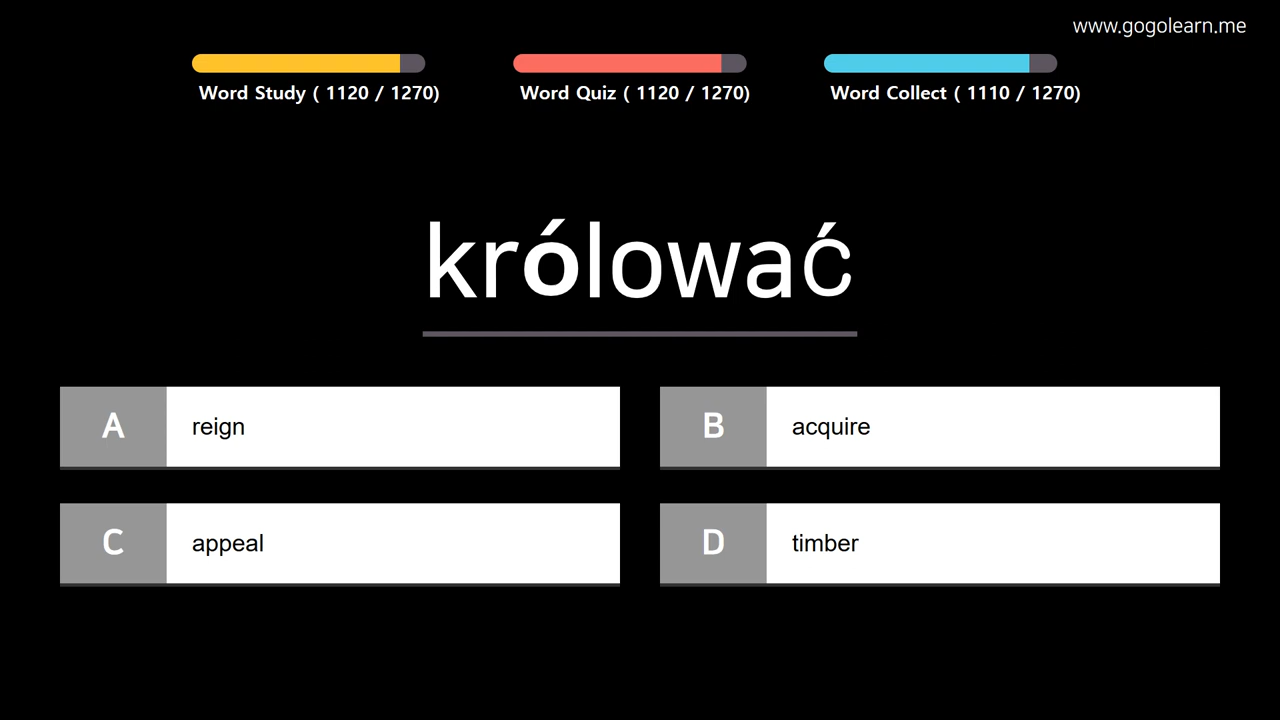 www.gogolearn.me
Word Study ( 1120 / 1270)
Word Quiz ( 1120 / 1270)
Word Collect ( 1110 / 1270)
królować
A reign
B acquire
C appeal
D timber